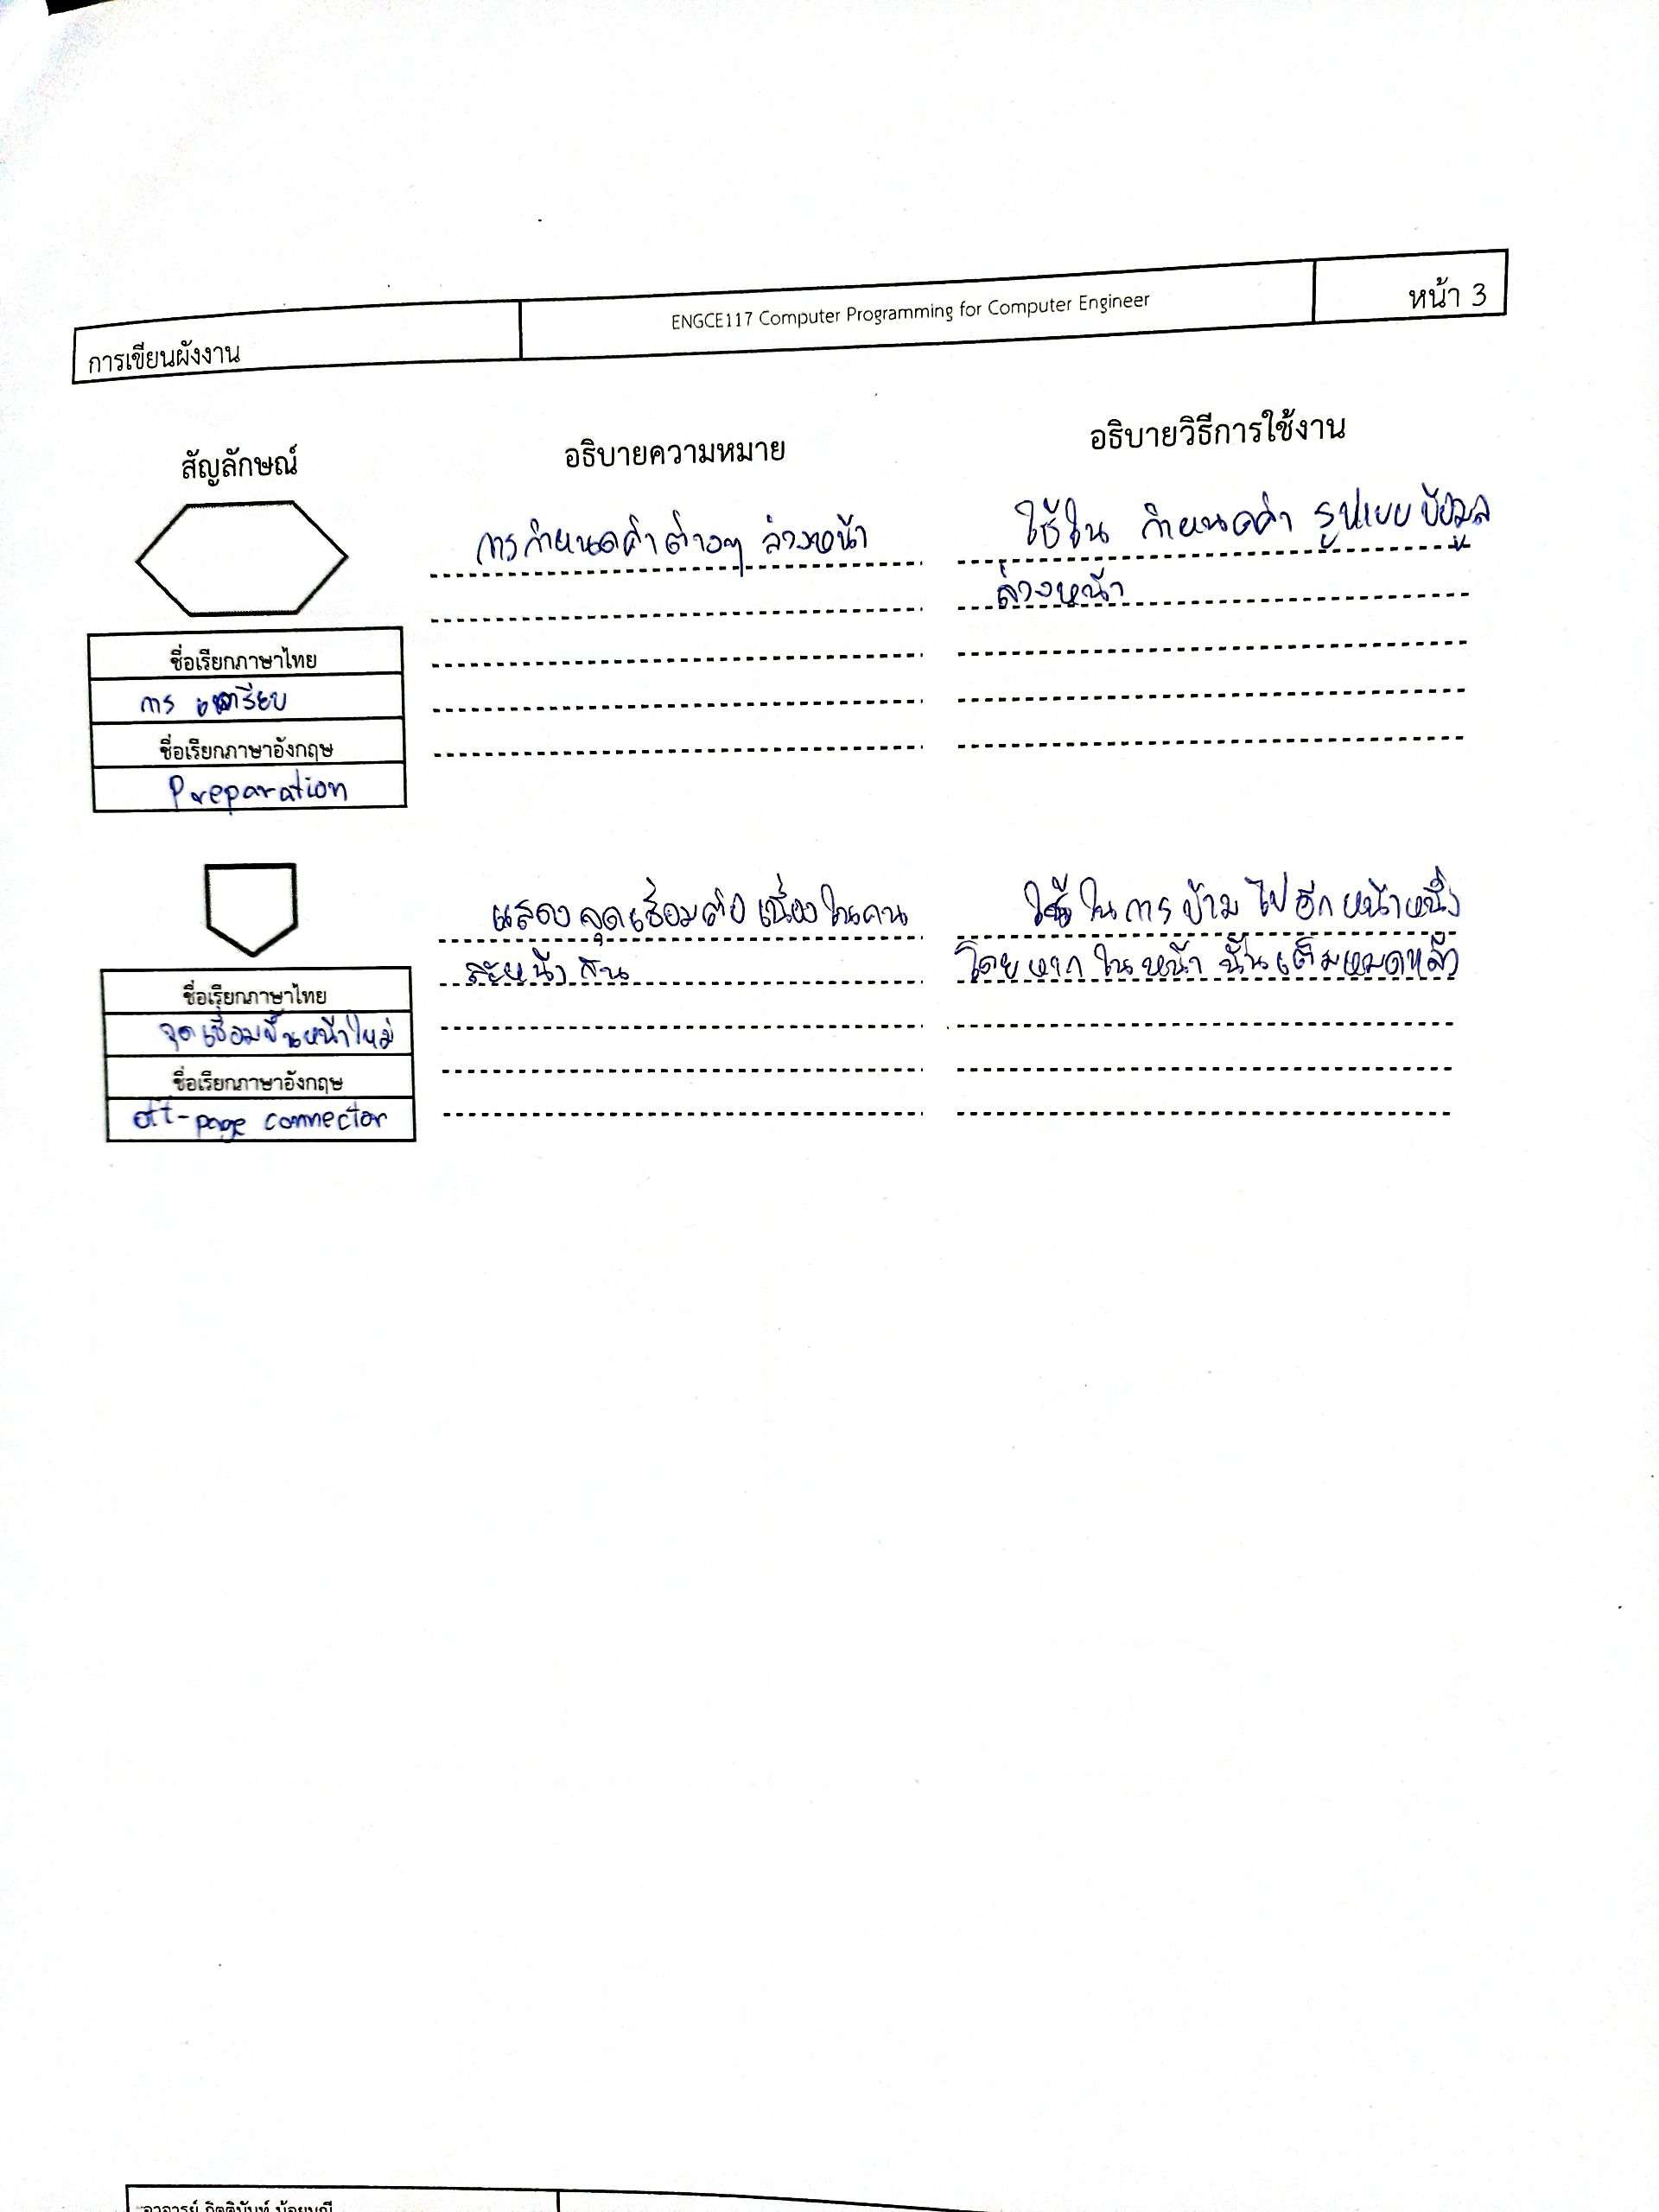 การเขียนผังงาน
ENGCE117 Computer Programming for Computer Engineer
หน้า 3
สัญลักษณ์
อธิบายความหมาย
อธิบายวิธีการใช้งาน
การกำหนดค่าต่างๆ ล่วงหน้า
ใช้ใน กำหนดค่า รูปแบบ ข้อมูล
ล่วงหน้า
ชื่อเรียกภาษาไทย
การ เตรียม
ชื่อเรียกภาษาอังกฤษ
Preparation
แสดง จุดเชื่อมต่อ เนื่อง ในคน
ละหน้า กัน
ใช้ ในการ ข้าม ไป อีก หน้าหนึ่ง
โดยหาก ใน หน้า นั้น เต็มหมดแล้ว
ชื่อเรียกภาษาไทย
จุดเชื่อมขึ้นหน้าใหม่
ชื่อเรียกภาษาอังกฤษ
off-page connector